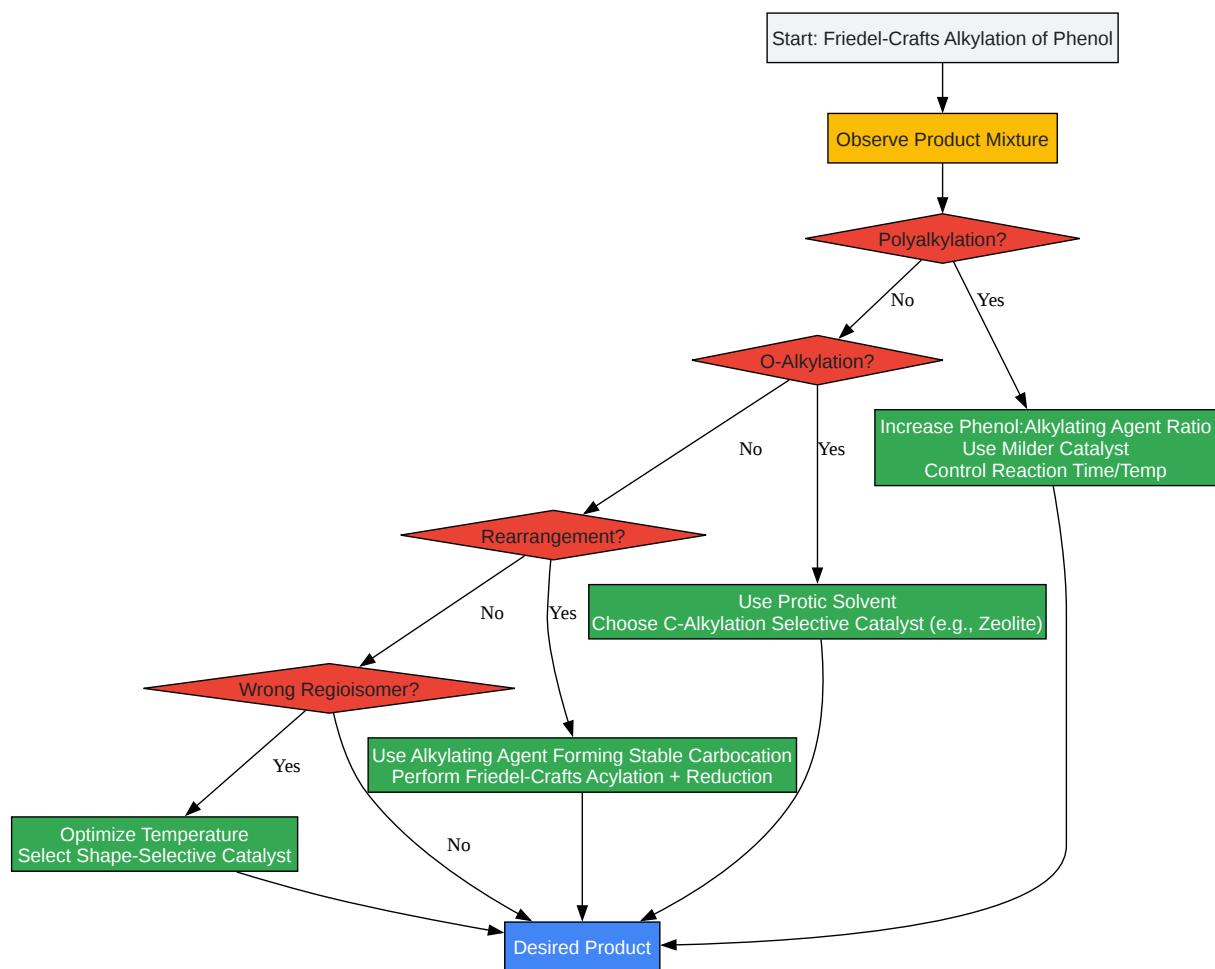 Start: Friedel-Crafts Alkylation of Phenol
Observe Product Mixture
Polyalkylation?
No
Yes
O-Alkylation?
Increase Phenol:Alkylating Agent Ratio
Use Milder Catalyst
Control Reaction Time/Temp
No
Yes
Rearrangement?
Use Protic Solvent
Choose C-Alkylation Selective Catalyst (e.g., Zeolite)
No
Yes
Wrong Regioisomer?
Use Alkylating Agent Forming Stable Carbocation
Perform Friedel-Crafts Acylation + Reduction
Yes
Optimize Temperature
Select Shape-Selective Catalyst
No
Desired Product